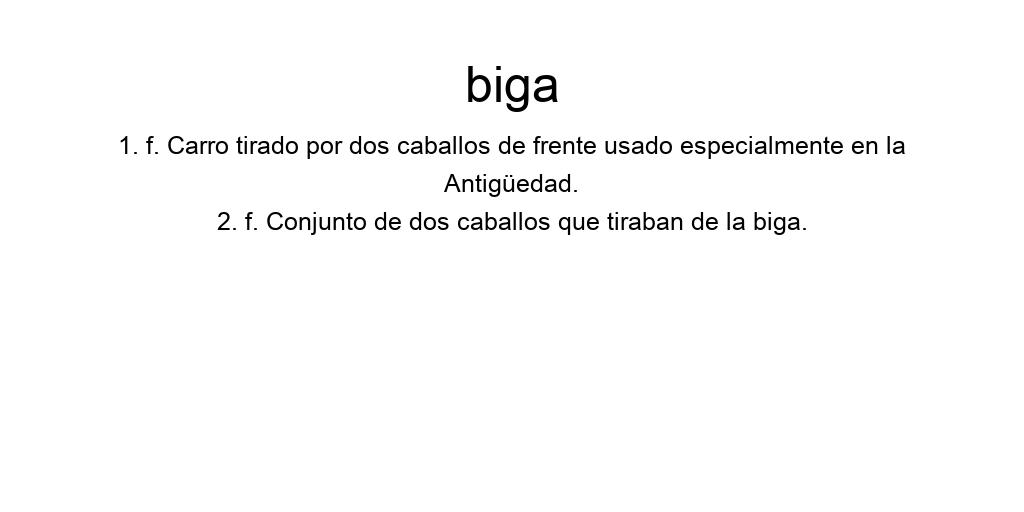 biga
1. f. Carro tirado por dos caballos de frente usado especialmente en la
Antigüedad.
2. f. Conjunto de dos caballos que tiraban de la biga.